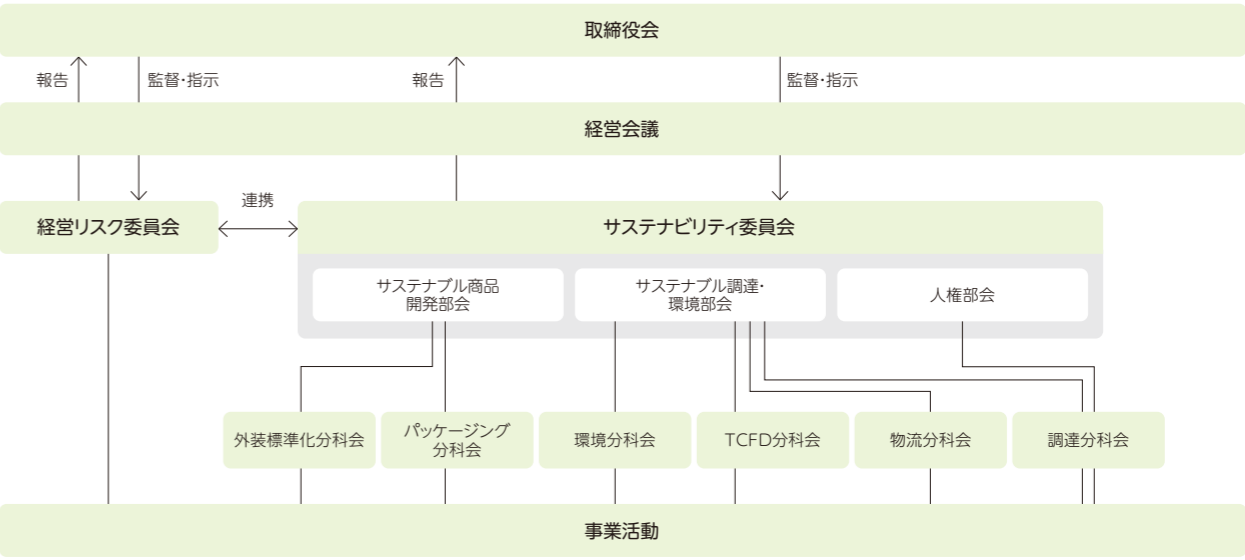 取締役会
報告
監督・指示
報告
監督・指示
経営会議
連携
経営リスク委員会
サステナビリティ委員会
サステナブル商品
開発部会
サステナブル調達・
環境部会
人権部会
外装標準化分科会
パッケージング
分科会
環境分科会
TCFD分科会
物流分科会
調達分科会
事業活動